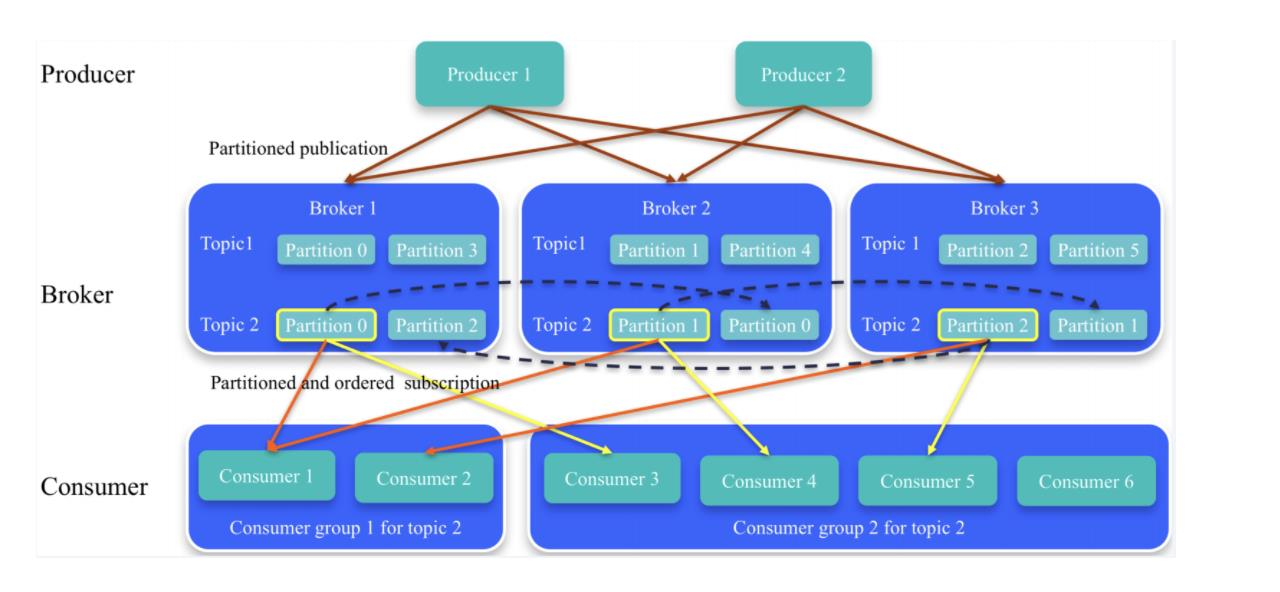 Producer
Producer 1
Producer 2
Partitioned publication
Broker
Broker 1
Topic1
Partition 0
Partition 3
Topic 2
Partition 0
Partition 2
Broker 2
Topic1
Partition 1
Partition 4
Topic 2
Partition 1
Partition 0
Broker 3
Topic 1
Partition 2
Partition 5
Topic 2
Partition 2
Partition 1
Partitioned and ordered subscription
Consumer
Consumer 1
Consumer 2
Consumer group 1 for topic 2
Consumer 3
Consumer 4
Consumer 5
Consumer 6
Consumer group 2 for topic 2